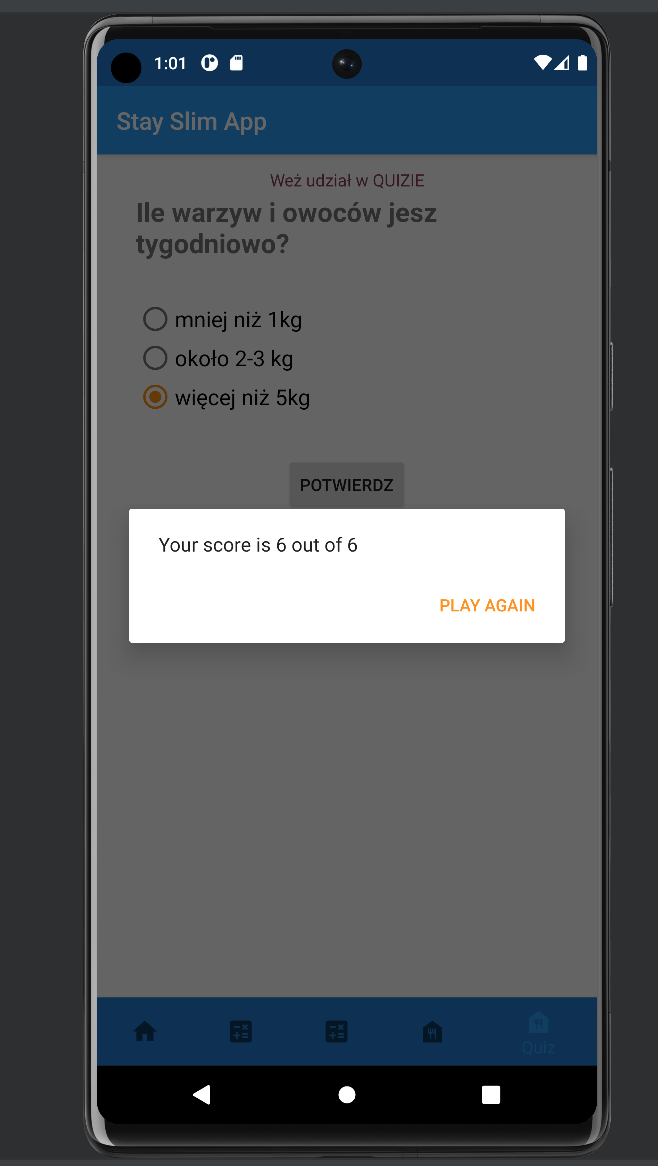 1:01
Stay Slim App
Weż udział w QUIZIE
Ile warzyw i owoców jesz
tygodniowo?
mniej niż 1kg
około 2-3 kg
więcej niż 5kg
POTWIERDZ
Your score is 6 out of 6
PLAY AGAIN
Quiz